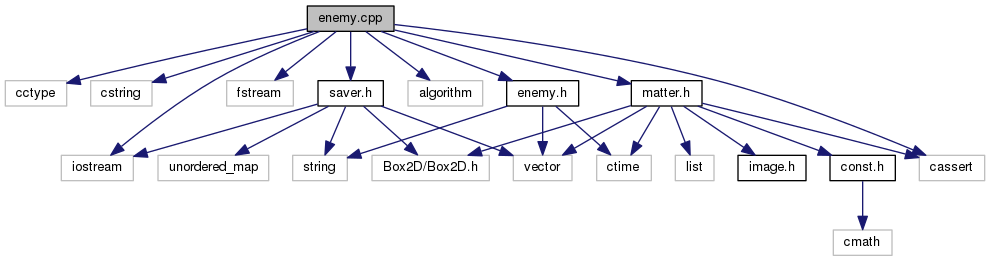 enemy.cpp
cctype
cstring
fstream
saver.h
algorithm
enemy.h
matter.h
iostream
unordered_map
string
Box2D/Box2D.h
vector
ctime
list
image.h
const.h
cassert
cmath